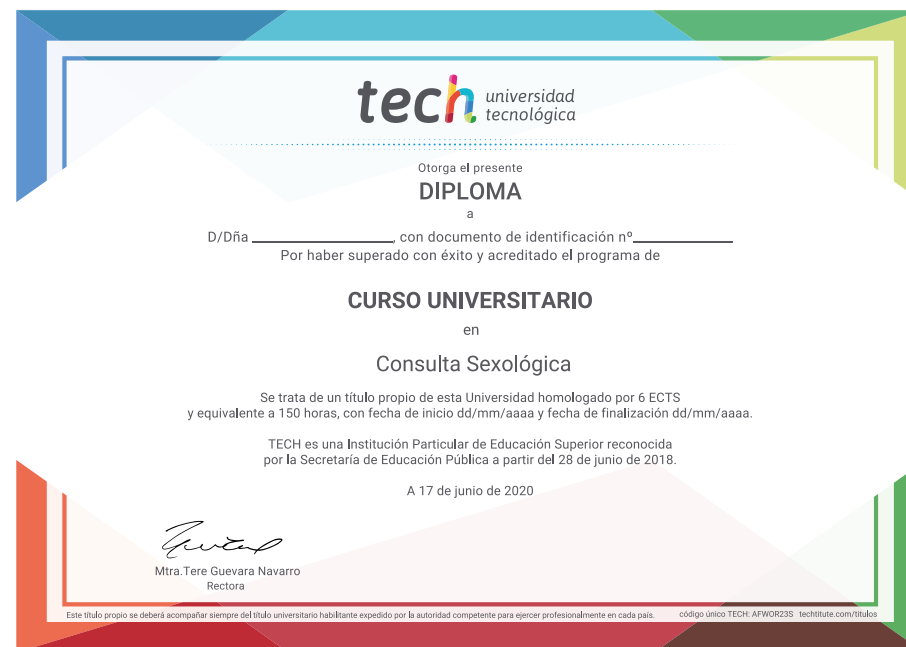 tech universidad
tecnológica
Otorga el presente
DIPLOMA
a
D/Dña ____________________, con documento de identificación nº______________
Por haber superado con éxito y acreditado el programa de
CURSO UNIVERSITARIO
en
Consulta Sexológica
Se trata de un título propio de esta Universidad homologado por 6 ECTS
y equivalente a 150 horas, con fecha de inicio dd/mm/aaaa y fecha de finalización dd/mm/aaaa.
TECH es una Institución Particular de Educación Superior reconocida
por la Secretaría de Educación Pública a partir del 28 de junio de 2018.
A 17 de junio de 2020
Mtra.Tere Guevara Navarro
Rectora
Este título propio se deberá acompañar siempre del título universitario habilitante expedido por la autoridad competente para ejercer profesionalmente en cada país. código único TECH: AFWOR23S techtitute.com/titulos